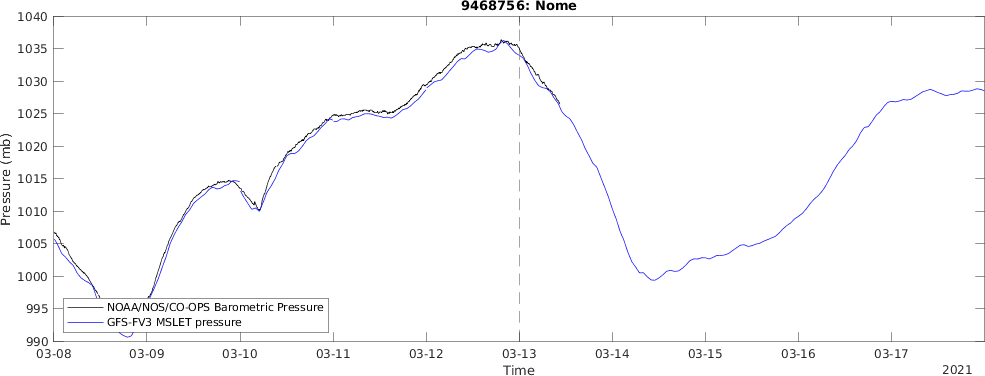 9468756: Nome
1040
1035
1030
1025
1020
1015
1010
1005
1000
995
990
Pressure (mb)
NOAA/NOS/CO-OPS Barometric Pressure
GFS-FV3 MSLET pressure
03-08 03-09 03-10 03-11 03-12 03-13 03-14 03-15 03-16 03-17
Time
2021